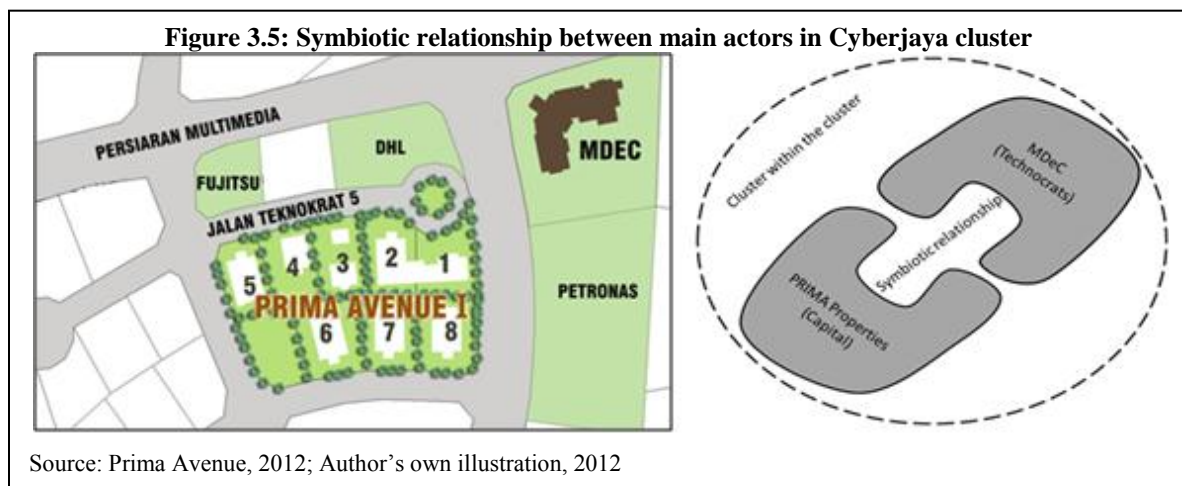 Figure 3.5: Symbiotic relationship between main actors in Cyberjaya cluster
PERSIARAN MULTIMEDIA
DHL
MDEC
FUJITSU
JALAN TEKNOKRAT 5
5
4
3
2
1
PRIMA AVENUE I
PETRONAS
6
7
8
Cluster within the cluster
MDeC
(Technocrats)
Symbiotic relationship
PRIMA Properties
(Capital)
Source: Prima Avenue, 2012; Author's own illustration, 2012